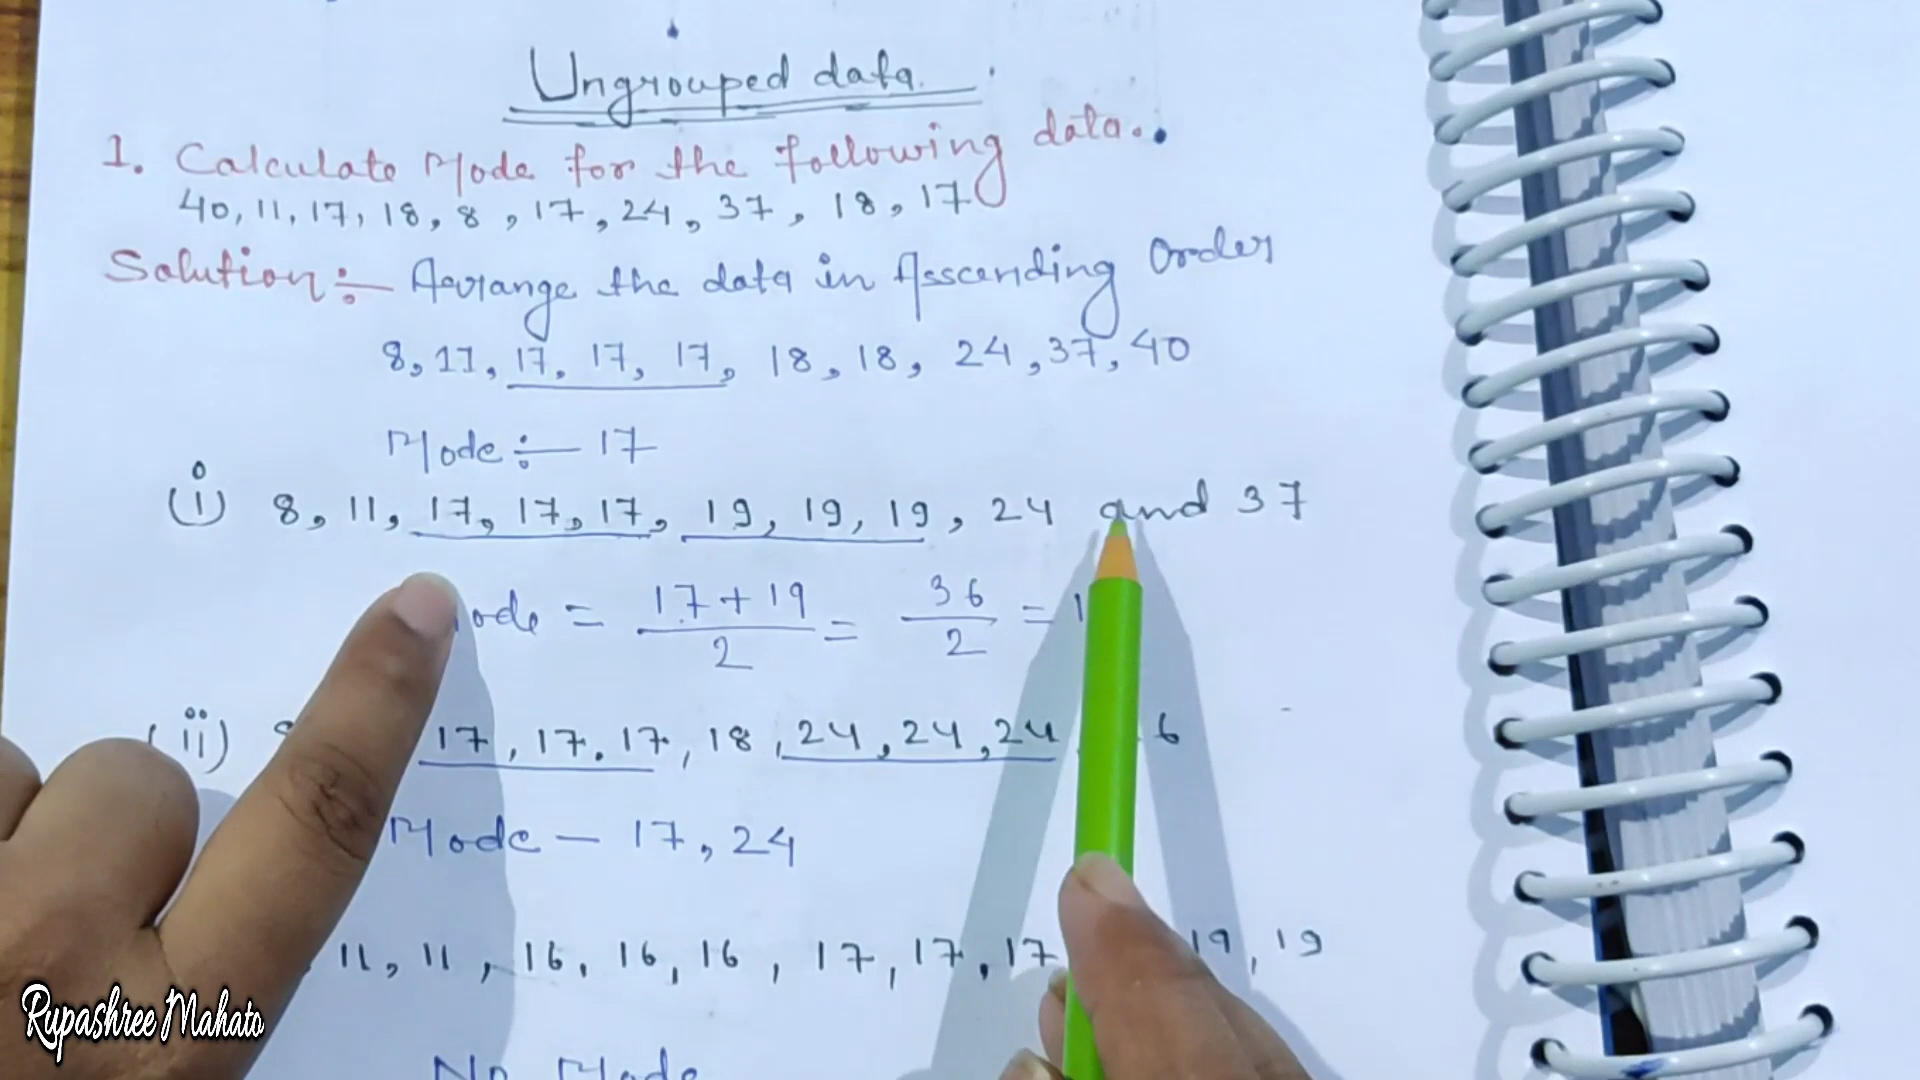 Ungrouped data.
1. Calculate Mode for the following data.
40, 11, 17, 18, 8, 17, 24, 37, 18, 17
Solution:- Arrange the data in Asscending Order
8, 11, 17, 17, 17, 18, 18, 24, 37, 40
Mode:- 17
(i) 8, 11, 17, 17, 17, 19, 19, 19, 24 and 37
= 17+19/2 = 36/2 =
(ii) 17, 17, 17, 18, 24, 24, 24 6
Mode - 17, 24
11, 11, 16, 16, 16, 17, 17, 17 19, 19
No Mode
Rupashree Mahato